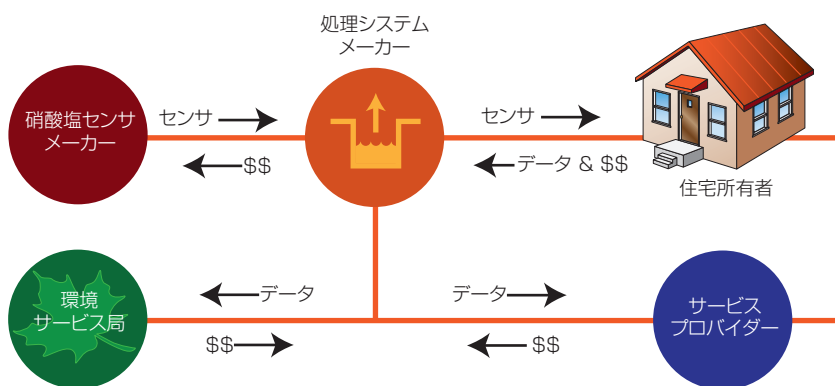 処理システム
メーカー
硝酸塩センサ
メーカー
センサ
$$
センサ
データ & $$
住宅所有者
環境
サービス局
データ
$$
データ
$$
サービス
プロバイダー